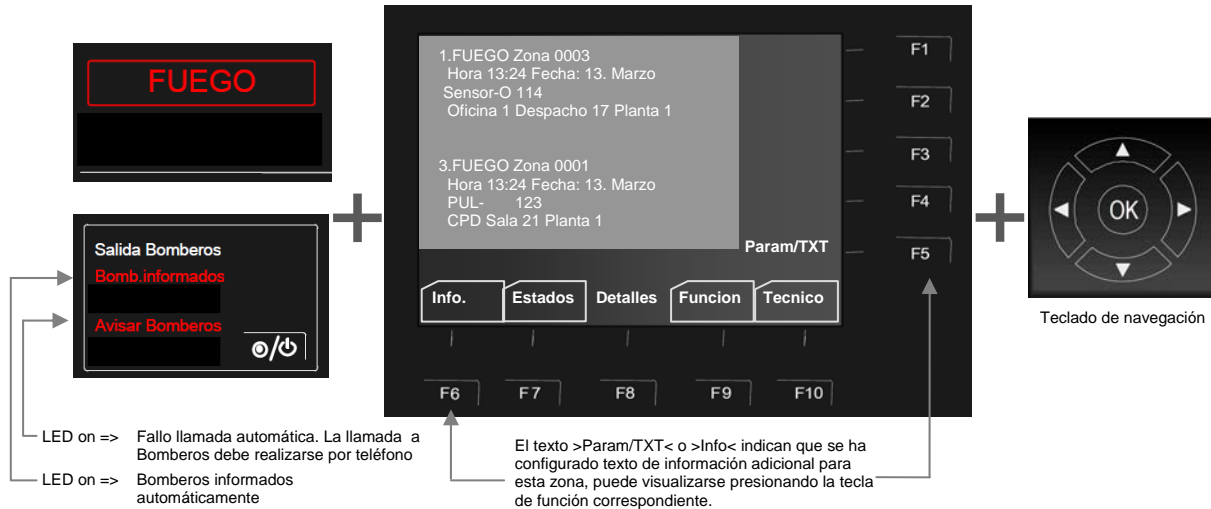 FUEGO
Salida Bomberos
Bomb.informados
Avisar Bomberos
1.FUEGO Zona 0003
Hora 13:24 Fecha: 13. Marzo
Sensor-O 114
Oficina 1 Despacho 17 Planta 1
3.FUEGO Zona 0001
Hora 13:24 Fecha: 13. Marzo
PUL- 123
CPD Sala 21 Planta 1
Param/TXT
Info. Estados Detalles Funcion Tecnico
F1
F2
F3
F4
F5
F6 F7 F8 F9 F10
OK
Teclado de navegación
LED on => Fallo llamada automática. La llamada a
Bomberos debe realizarse por teléfono
LED on => Bomberos informados
automáticamente
El texto >Param/TXT< o >Info< indican que se ha
configurado texto de información adicional para
esta zona, puede visualizarse presionando la tecla
de función correspondiente.